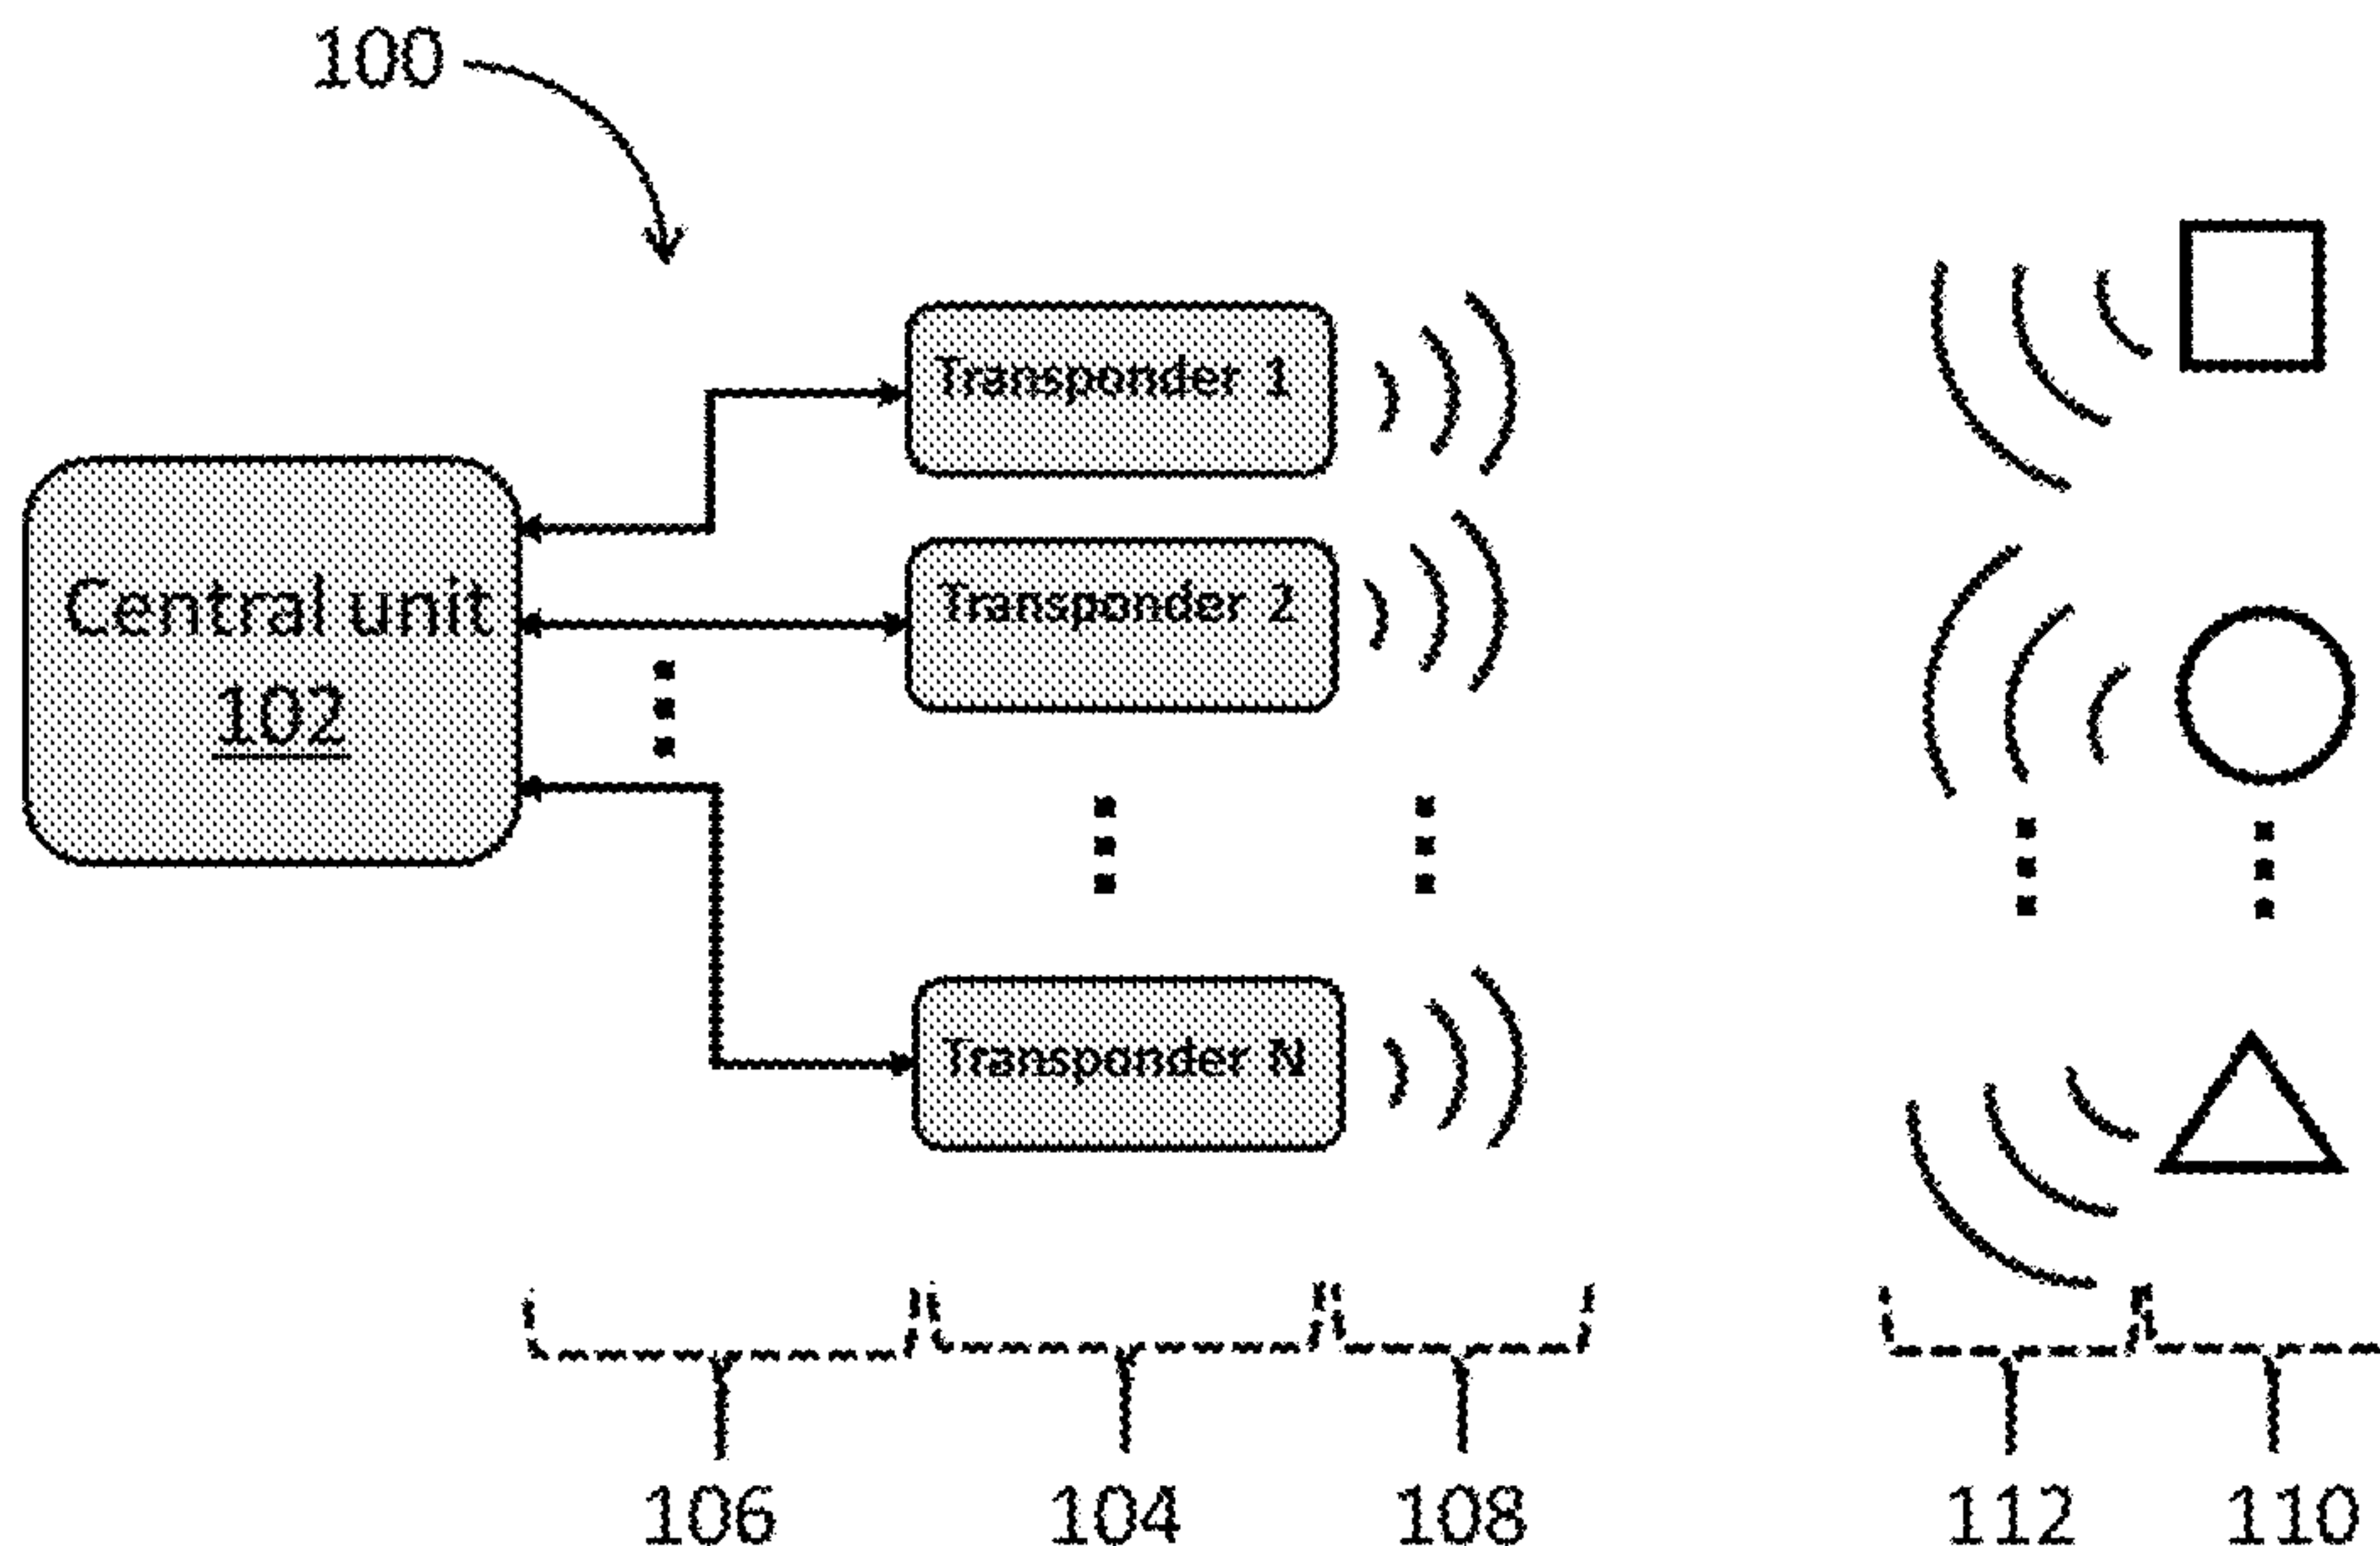 100
Transponder 1
Central unit
102
Transponder 2
Transponder N
106
104
108
112
110